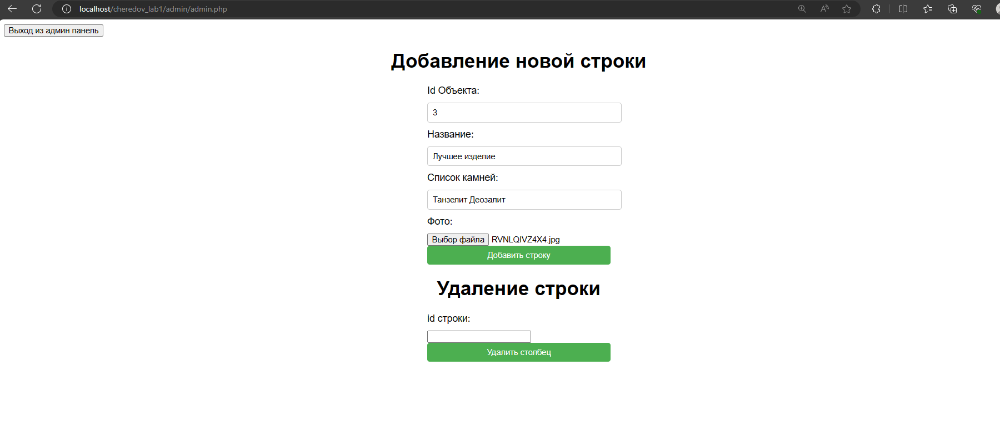 localhost/cheredov_lab1/admin/admin.php
Выход из админ панель
Добавление новой строки
Id Объекта:
3
Название:
Лучшее изделие
Список камней:
Танзелит Деозалит
Фото:
Выбор файла RVNLQIVZ4X4.jpg
Добавить строку
Удаление строки
id строки:
Удалить столбец